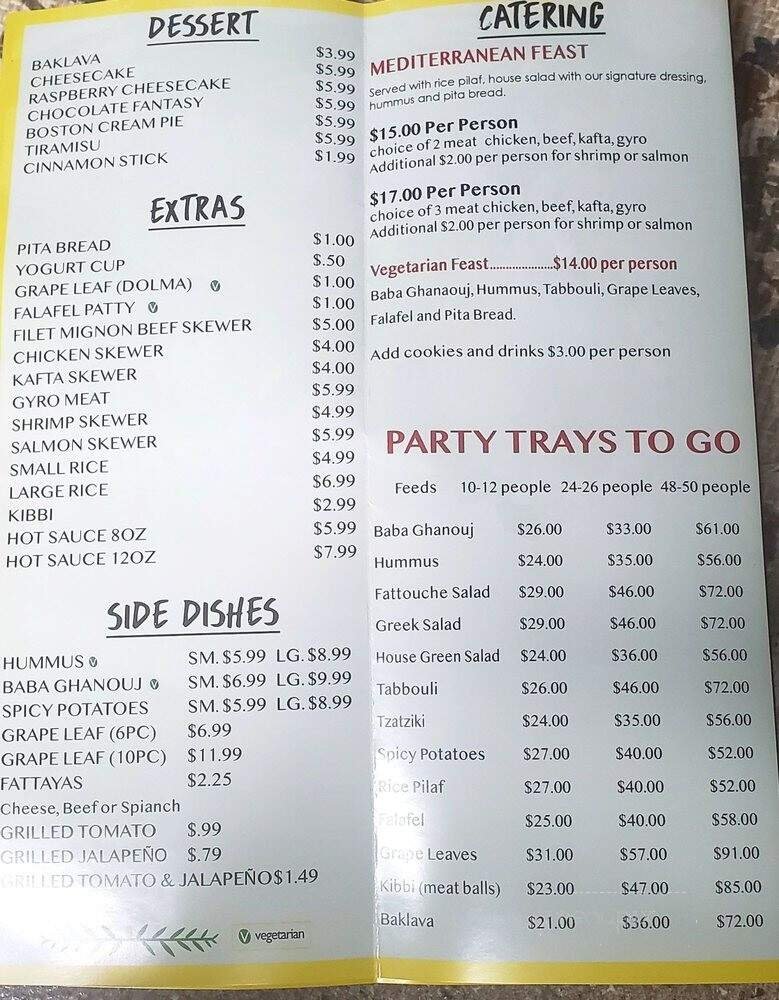 DESSERT
BAKLAVA $3.99
CHEESECAKE $5.99
RASPBERRY CHEESECAKE $5.99
CHOCOLATE FANTASY $5.99
BOSTON CREAM PIE $5.99
TIRAMISU $5.99
CINNAMON STICK $1.99
EXTRAS
PITA BREAD $1.00
YOGURT CUP $.50
GRAPE LEAF (DOLMA) V $1.00
FALAFEL PATTY V $1.00
FILET MIGNON BEEF SKEWER $5.00
CHICKEN SKEWER $4.00
KAFTA SKEWER $4.00
GYRO MEAT $5.99
SHRIMP SKEWER $4.99
SALMON SKEWER $5.99
SMALL RICE $4.99
LARGE RICE $6.99
KIBBI $2.99
HOT SAUCE 8OZ $5.99
HOT SAUCE 12OZ $7.99
SIDE DISHES
HUMMUS V SM. $5.99 LG. $8.99
BABA GHANOUJ V SM. $6.99 LG. $9.99
SPICY POTATOES SM. $5.99 LG. $8.99
GRAPE LEAF (6PC) $6.99
GRAPE LEAF (10PC) $11.99
FATTAYAS $2.25
Cheese, Beef or Spianch
GRILLED TOMATO $.99
GRILLED JALAPEÑO $.79
GRILLED TOMATO & JALAPEÑO $1.49
V vegetarian
CATERING
MEDITERRANEAN FEAST
Served with rice pilaf, house salad with our signature dressing,
hummus and pita bread.
$15.00 Per Person
choice of 2 meat chicken, beef, kafta, gyro
Additional $2.00 per person for shrimp or salmon
$17.00 Per Person
choice of 3 meat chicken, beef, kafta, gyro
Additional $2.00 per person for shrimp or salmon
Vegetarian Feast....................$14.00 per person
Baba Ghanaouj, Hummus, Tabbouli, Grape Leaves,
Falafel and Pita Bread.
Add cookies and drinks $3.00 per person
PARTY TRAYS TO GO
Feeds 10-12 people 24-26 people 48-50 people
Baba Ghanouj $26.00 $33.00 $61.00
Hummus $24.00 $35.00 $56.00
Fattouche Salad $29.00 $46.00 $72.00
Greek Salad $29.00 $46.00 $72.00
House Green Salad $24.00 $36.00 $56.00
Tabbouli $26.00 $46.00 $72.00
Tzatziki $24.00 $35.00 $56.00
Spicy Potatoes $27.00 $40.00 $52.00
Rice Pilaf $27.00 $40.00 $52.00
Falafel $25.00 $40.00 $58.00
Grape Leaves $31.00 $57.00 $91.00
Kibbi (meat balls) $23.00 $47.00 $85.00
Baklava $21.00 $36.00 $72.00